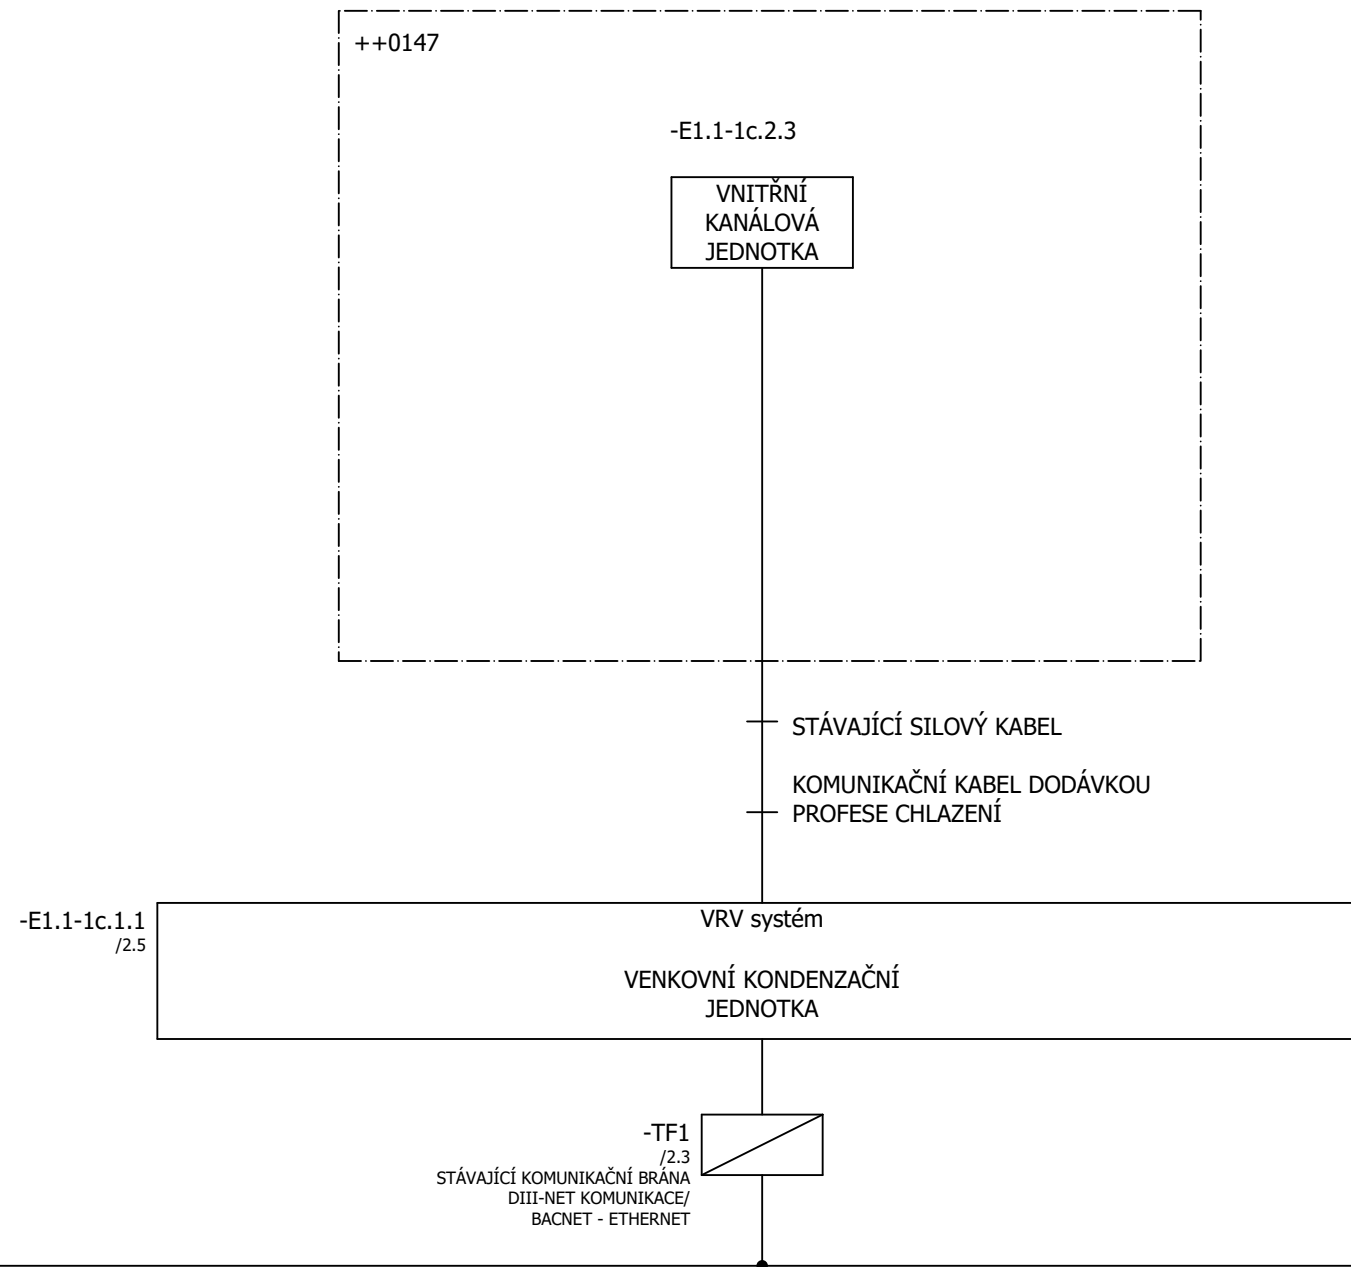 ++0147
-E1.1-1c.2.3
VNITŘNÍ
KANÁLOVÁ
JEDNOTKA
STÁVAJÍCÍ SILOVÝ KABEL
KOMUNIKAČNÍ KABEL DODÁVKOU
PROFESE CHLAZENÍ
-E1.1-1c.1.1
/2.5
VRV systém
VENKOVNÍ KONDENZAČNÍ
JEDNOTKA
-TF1
/2.3
STÁVAJÍCÍ KOMUNIKAČNÍ BRÁNA
DIII-NET KOMUNIKACE/
BACNET - ETHERNET